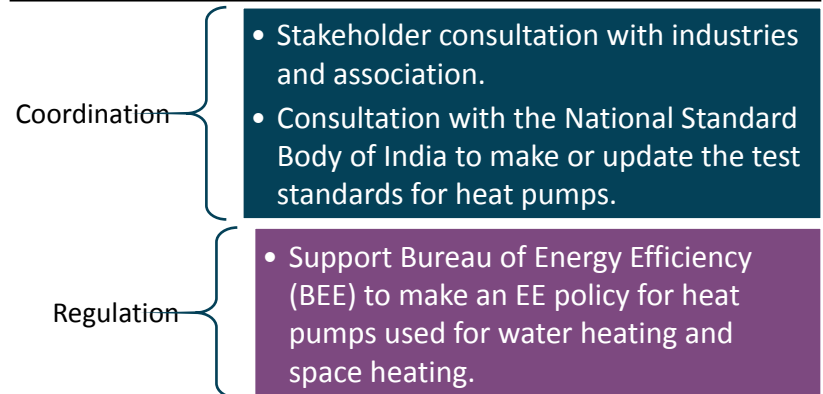 Coordination
• Stakeholder consultation with industries
and association.
• Consultation with the National Standard
Body of India to make or update the test
standards for heat pumps.
Regulation
• Support Bureau of Energy Efficiency
(BEE) to make an EE policy for heat
pumps used for water heating and
space heating.